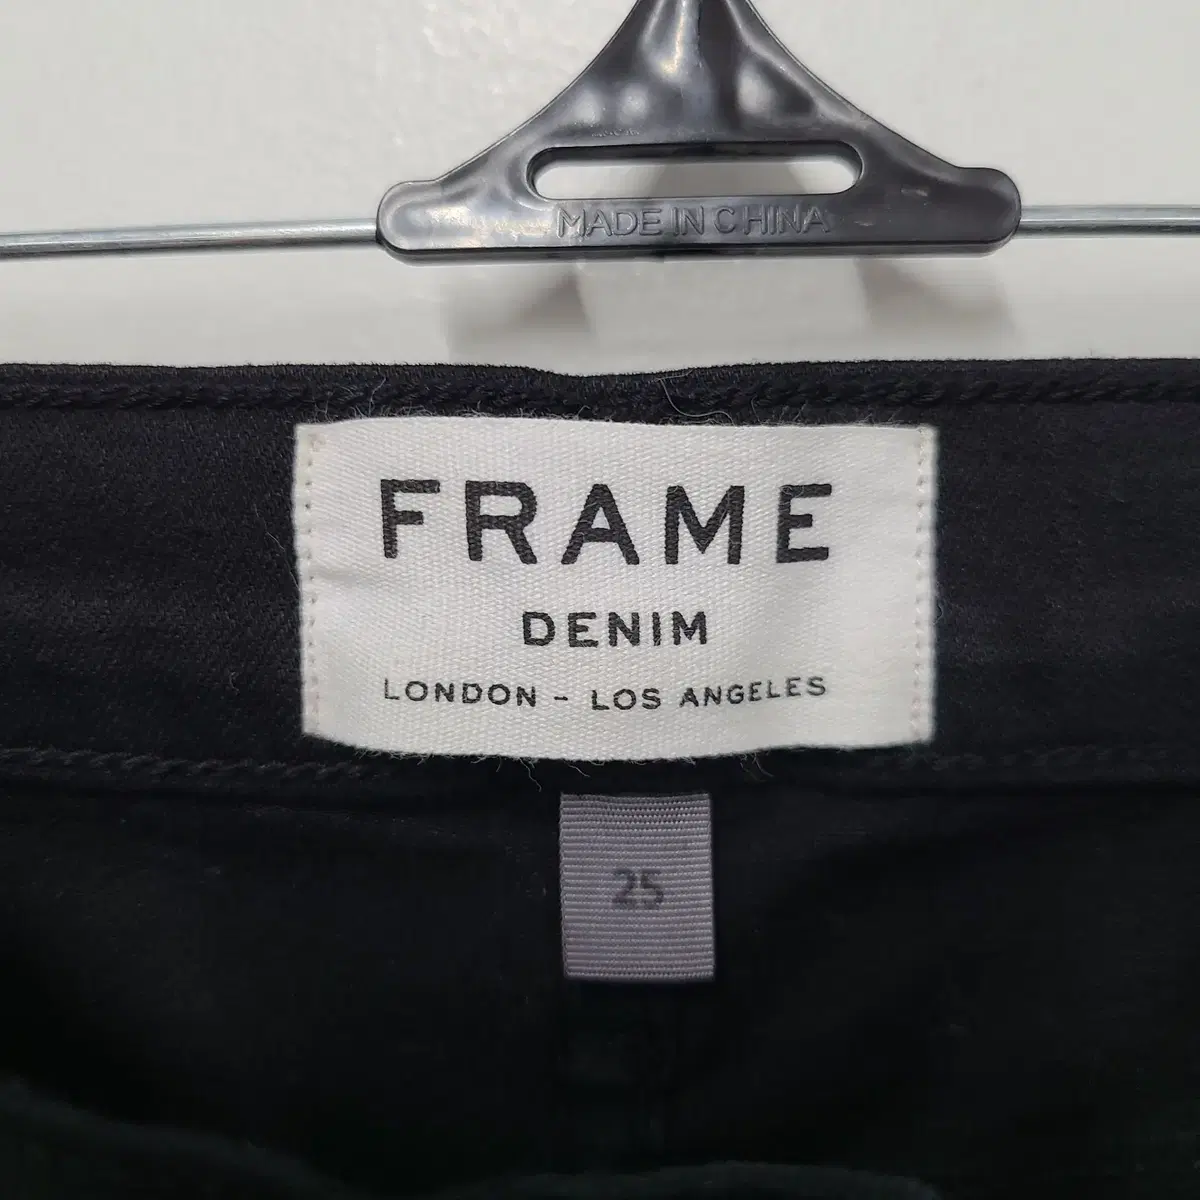 MADE IN CHINA
FRAME
DENIM
LONDON - LOS ANGELES
25